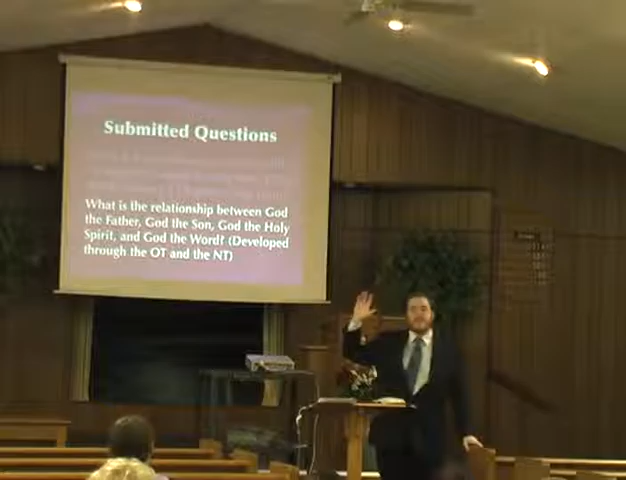 Submitted Questions
What is the relationship between God
the Father, God the Son, God the Holy
Spirit, and God the Word? (Developed
through the OT and the NT)